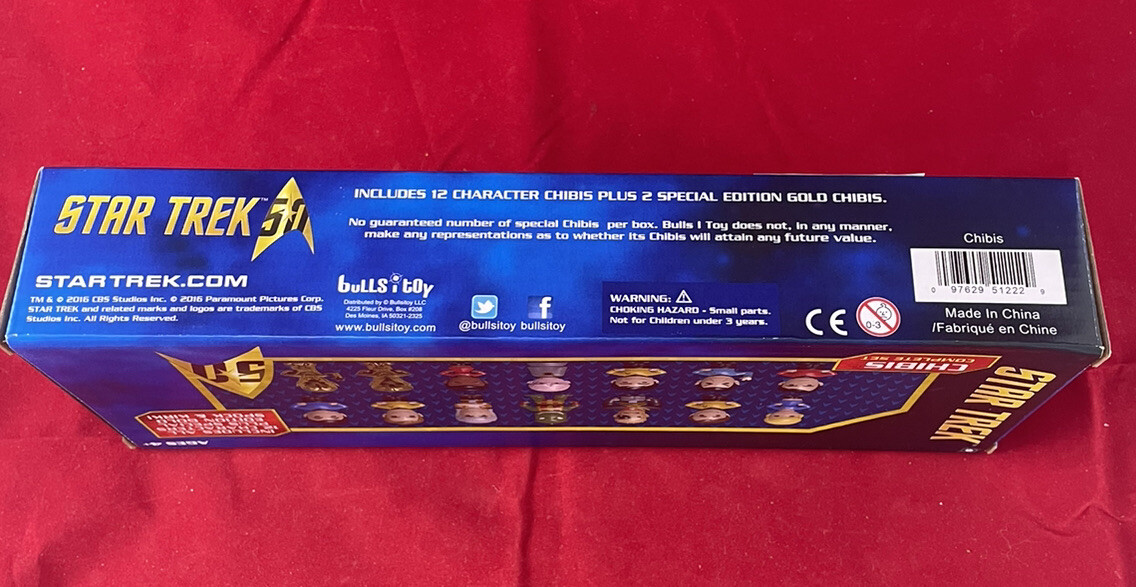 STAR TREK™ 50
INCLUDES 12 CHARACTER CHIBIS PLUS 2 SPECIAL EDITION GOLD CHIBIS.
No guaranteed number of special Chibis per box. Bulls i Toy does not, in any manner,
make any representations as to whether its Chibis will attain any future value.
STARTREK.COM
TM & © 2016 CBS Studios Inc. © 2016 Paramount Pictures Corp.
STAR TREK and related marks and logos are trademarks of CBS
Studios Inc. All Rights Reserved.
bulls i toy
Distributed by © Bullsitoy LLC
4225 Fleur Drive, Box #208
Des Moines, IA 50321-2325
www.bullsitoy.com
@bullsitoy bullsitoy
WARNING:
CHOKING HAZARD - Small parts.
Not for Children under 3 years.
CE
0-3
Chibis
0 97629 51222 9
Made In China
/Fabriqué en Chine
STAR TREK
CHIBIS
COMPLETE SET
50
AGES 4+